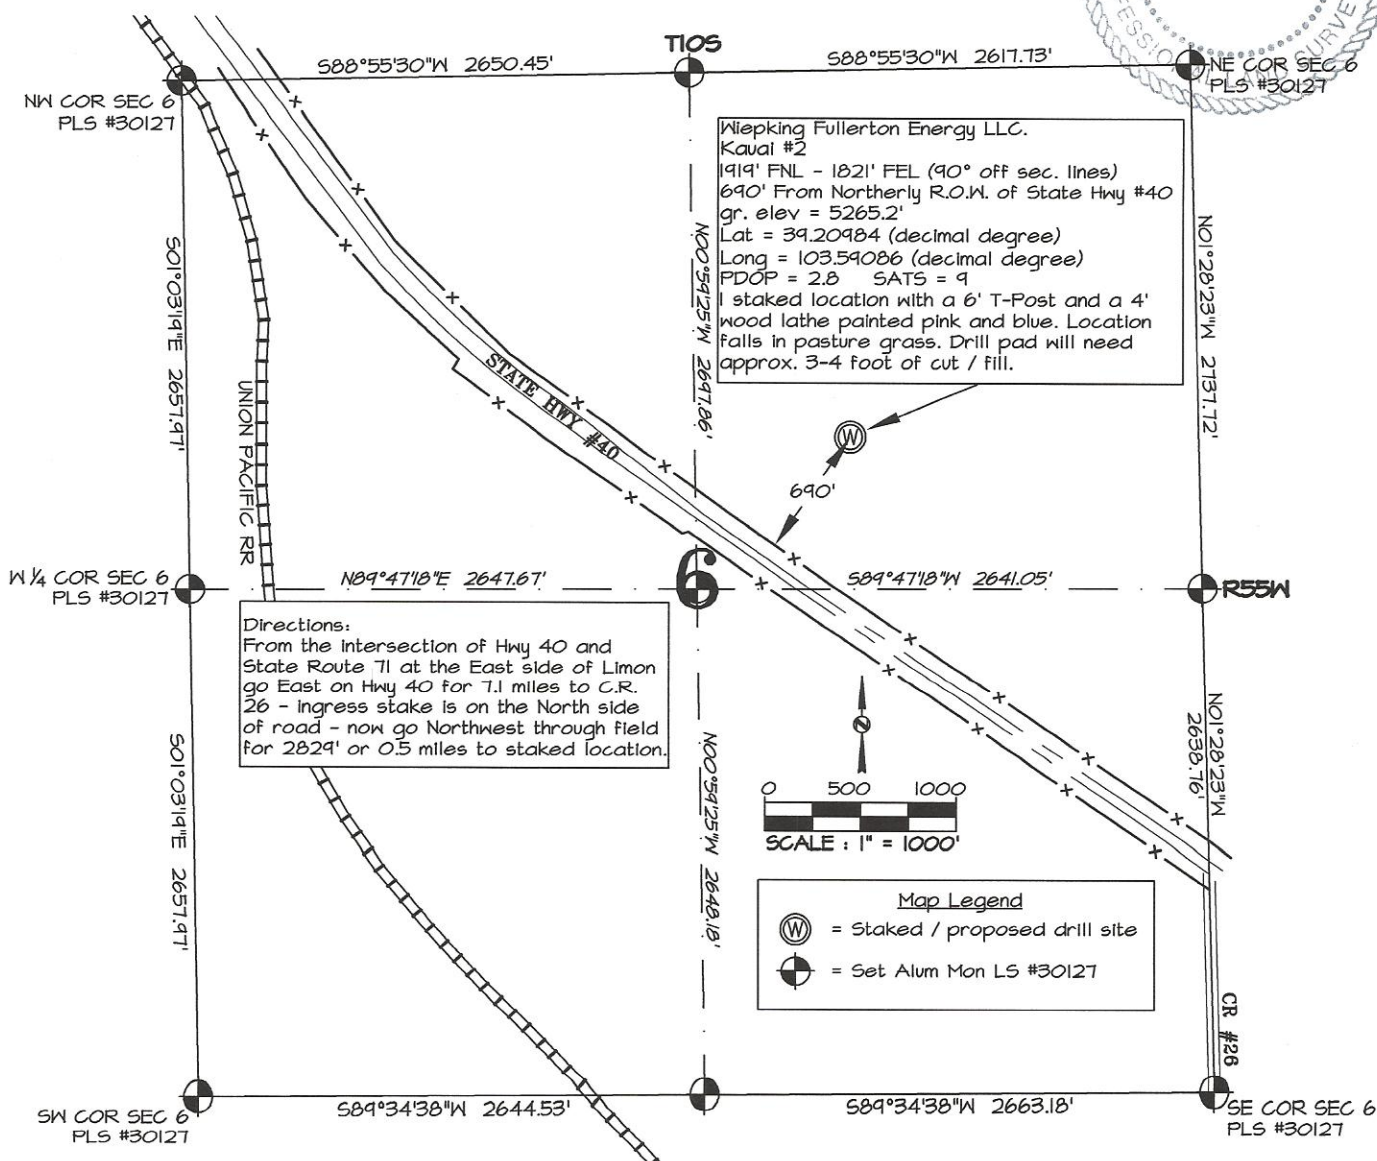 T10S
S88°55'30"W 2650.45'
S88°55'30"W 2617.73'
NW COR SEC 6
PLS #30127
NE COR SEC 6
PLS #30127
Wiepking Fullerton Energy LLC.
Kauai #2
1919' FNL - 1821' FEL (90° off sec. lines)
690' From Northerly R.O.W. of State Hwy #40
gr. elev = 5265.2'
Lat = 39.20984 (decimal degree)
Long = 103.59086 (decimal degree)
PDOP = 2.8 SATS = 9
I staked location with a 6' T-Post and a 4'
wood lathe painted pink and blue. Location
falls in pasture grass. Drill pad will need
approx. 3-4 foot of cut / fill.
S01°03'19"E 2657.97'
UNION PACIFIC RR
STATE HWY #40
N00°59'25"W 2697.86'
N01°28'23"W 2737.72'
W
690'
W 1/4 COR SEC 6
PLS #30127
N89°47'18"E 2647.67'
6
S89°47'18"W 2641.05'
R55W
Directions:
From the intersection of Hwy 40 and
State Route 71 at the East side of Limon
go East on Hwy 40 for 7.1 miles to C.R.
26 - ingress stake is on the North side
of road - now go Northwest through field
for 2829' or 0.5 miles to staked location.
S01°03'19"E 2657.97'
N00°59'25"W 2648.18'
N01°28'23"W
2638.76'
N
0 500 1000
SCALE : 1" = 1000'
Map Legend
W = Staked / proposed drill site
= Set Alum Mon LS #30127
CR #26
SW COR SEC 6
PLS #30127
S89°34'38"W 2644.53'
S89°34'38"W 2663.18'
SE COR SEC 6
PLS #30127